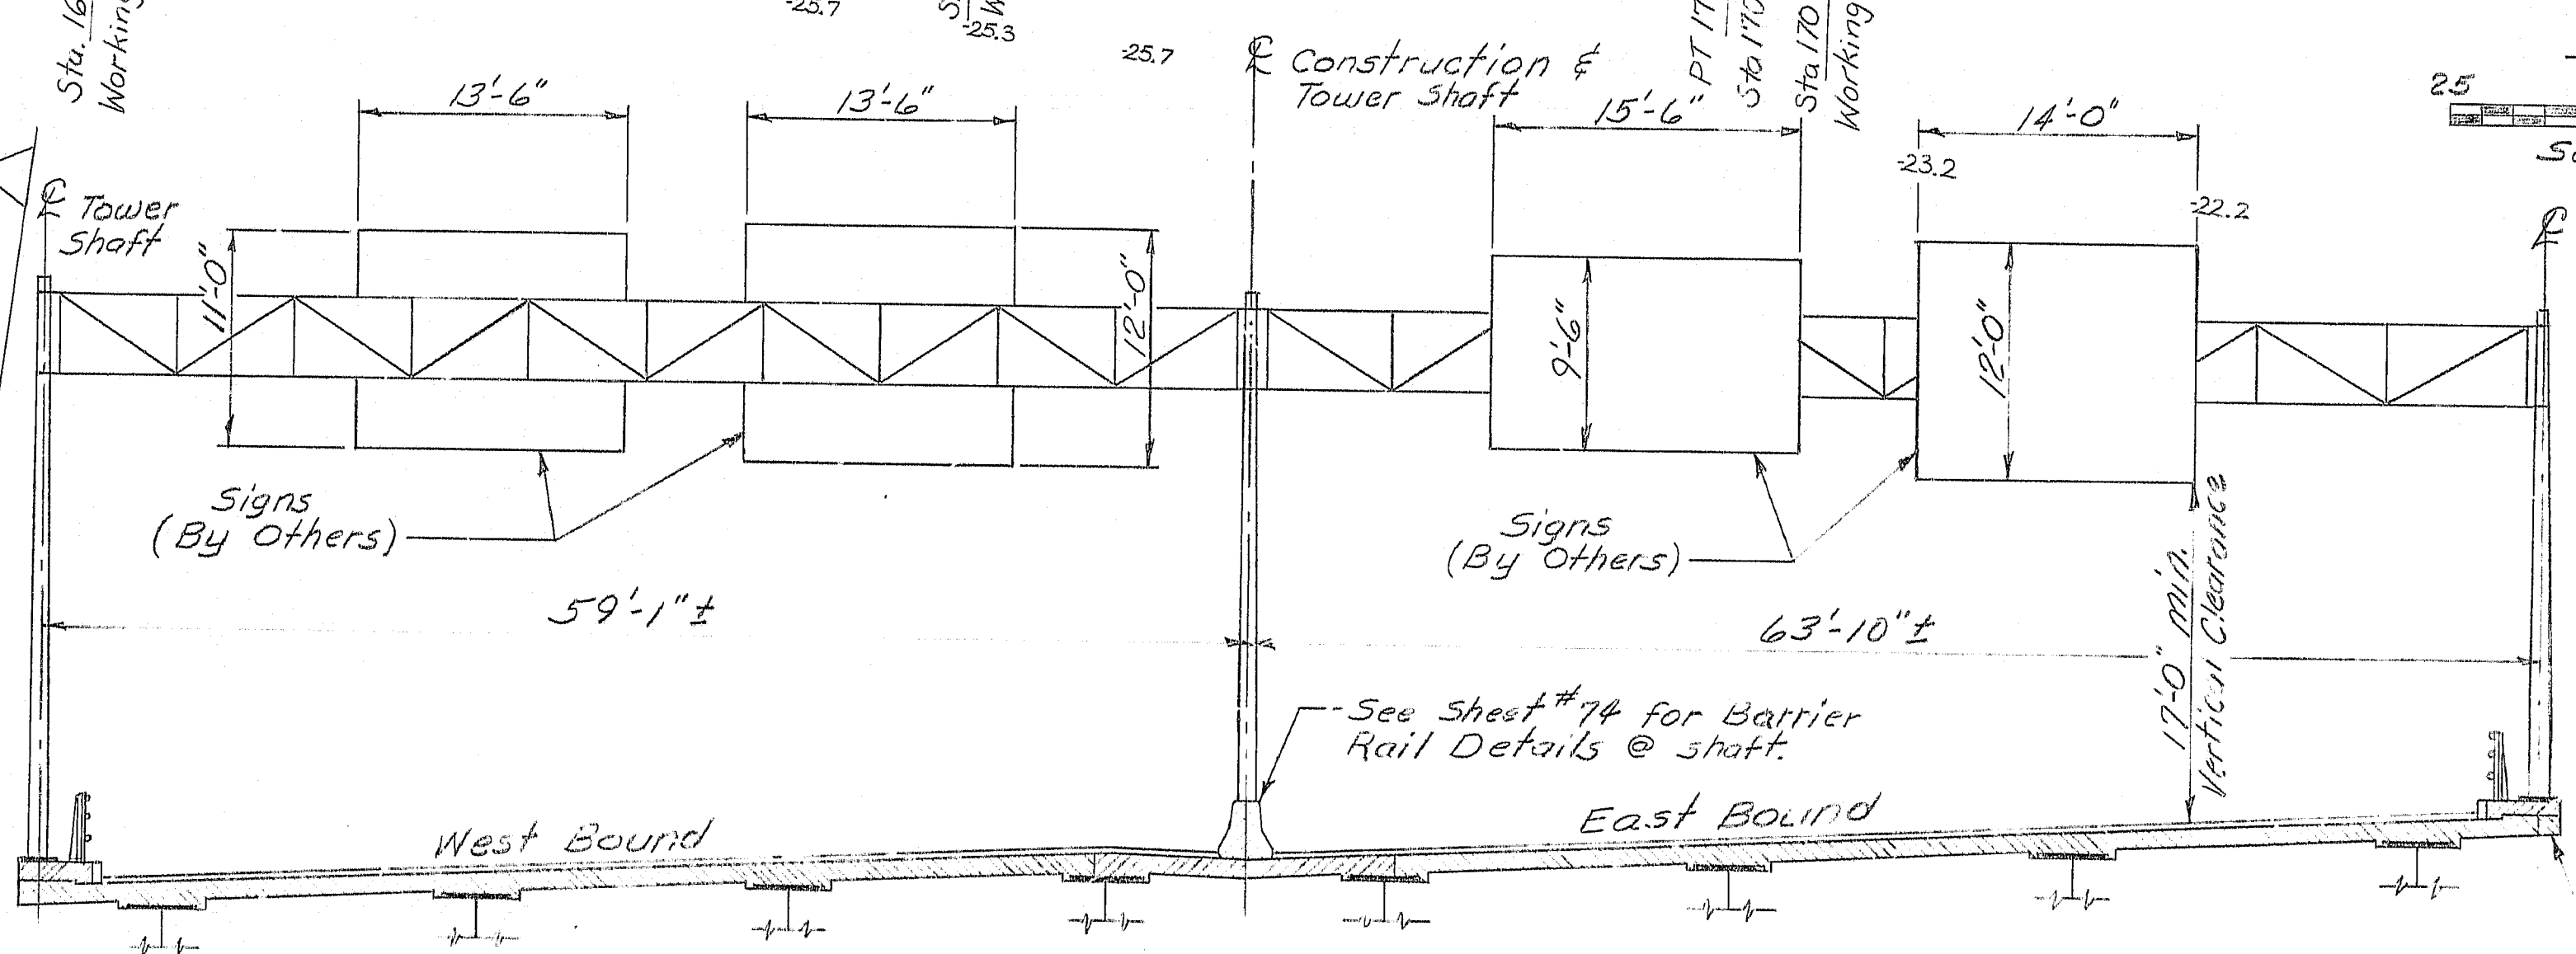 Sta. 16
Working
-25.7
-25.3
-25.7
℄ Construction &
Tower Shaft
PT 17
Sta 170
Sta 170
Working
25
13'-6"
13'-6"
15'-6"
14'-0"
-23.2
-22.2
℄ Tower
Shaft
℄
11'-0"
12'-0"
9'-6"
12'-0"
Signs
(By Others)
Signs
(By Others)
59'-1" ±
63'-10" ±
17'-0" min.
Vertical Clearance
See Sheet #74 for Barrier
Rail Details @ shaft.
West Bound
East Bound